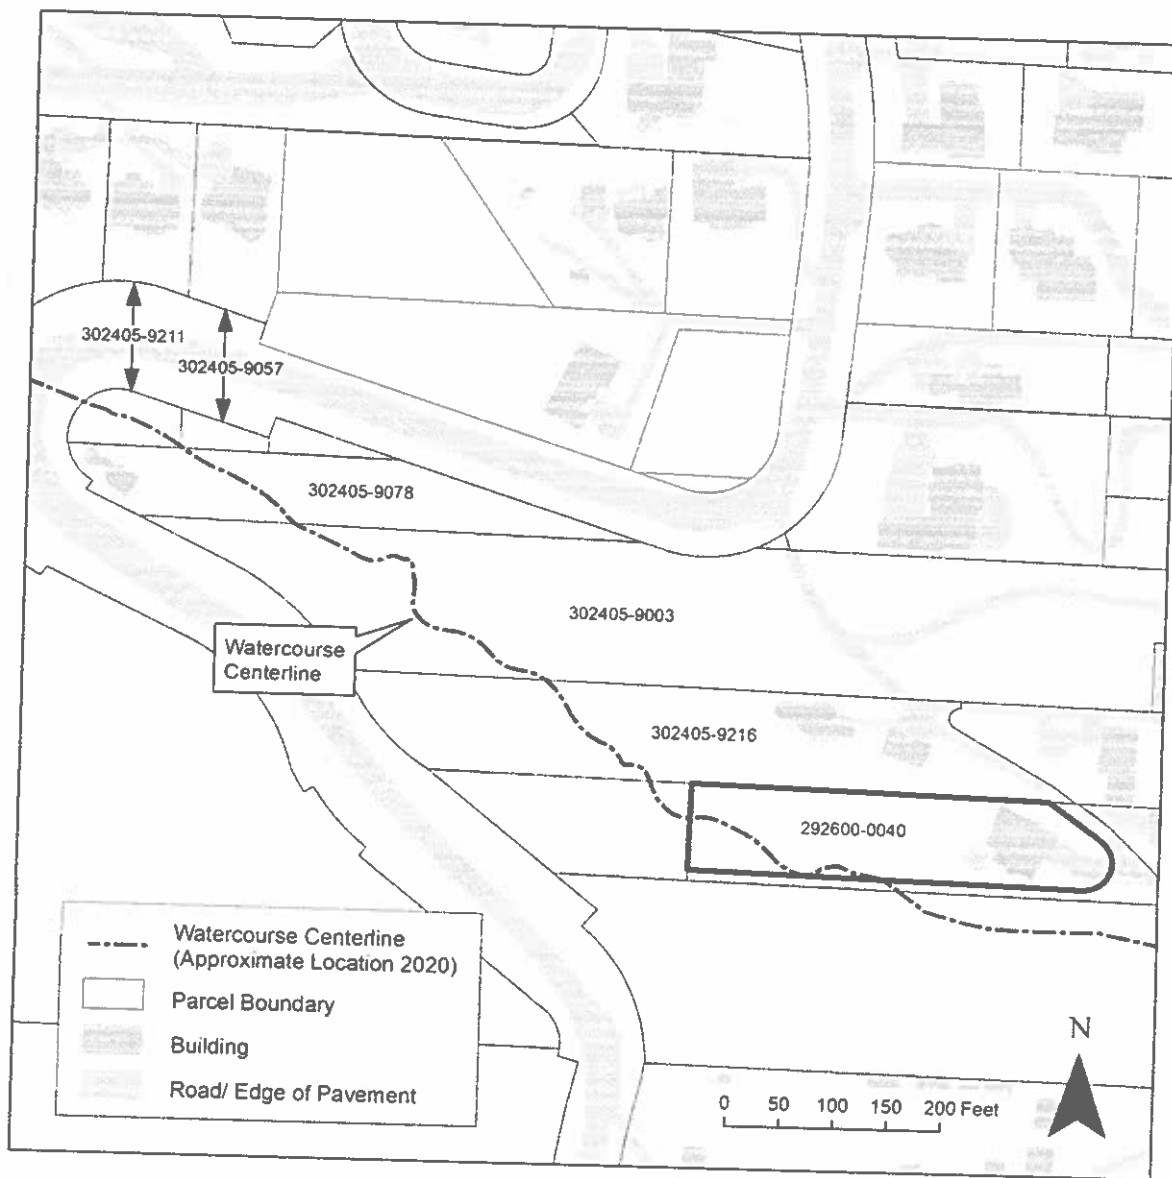 302405-9211
302405-9057
302405-9078
302405-9003
Watercourse
Centerline
302405-9216
292600-0040
Watercourse Centerline
(Approximate Location 2020)
Parcel Boundary
Building
Road/ Edge of Pavement
N
0 50 100 150 200 Feet